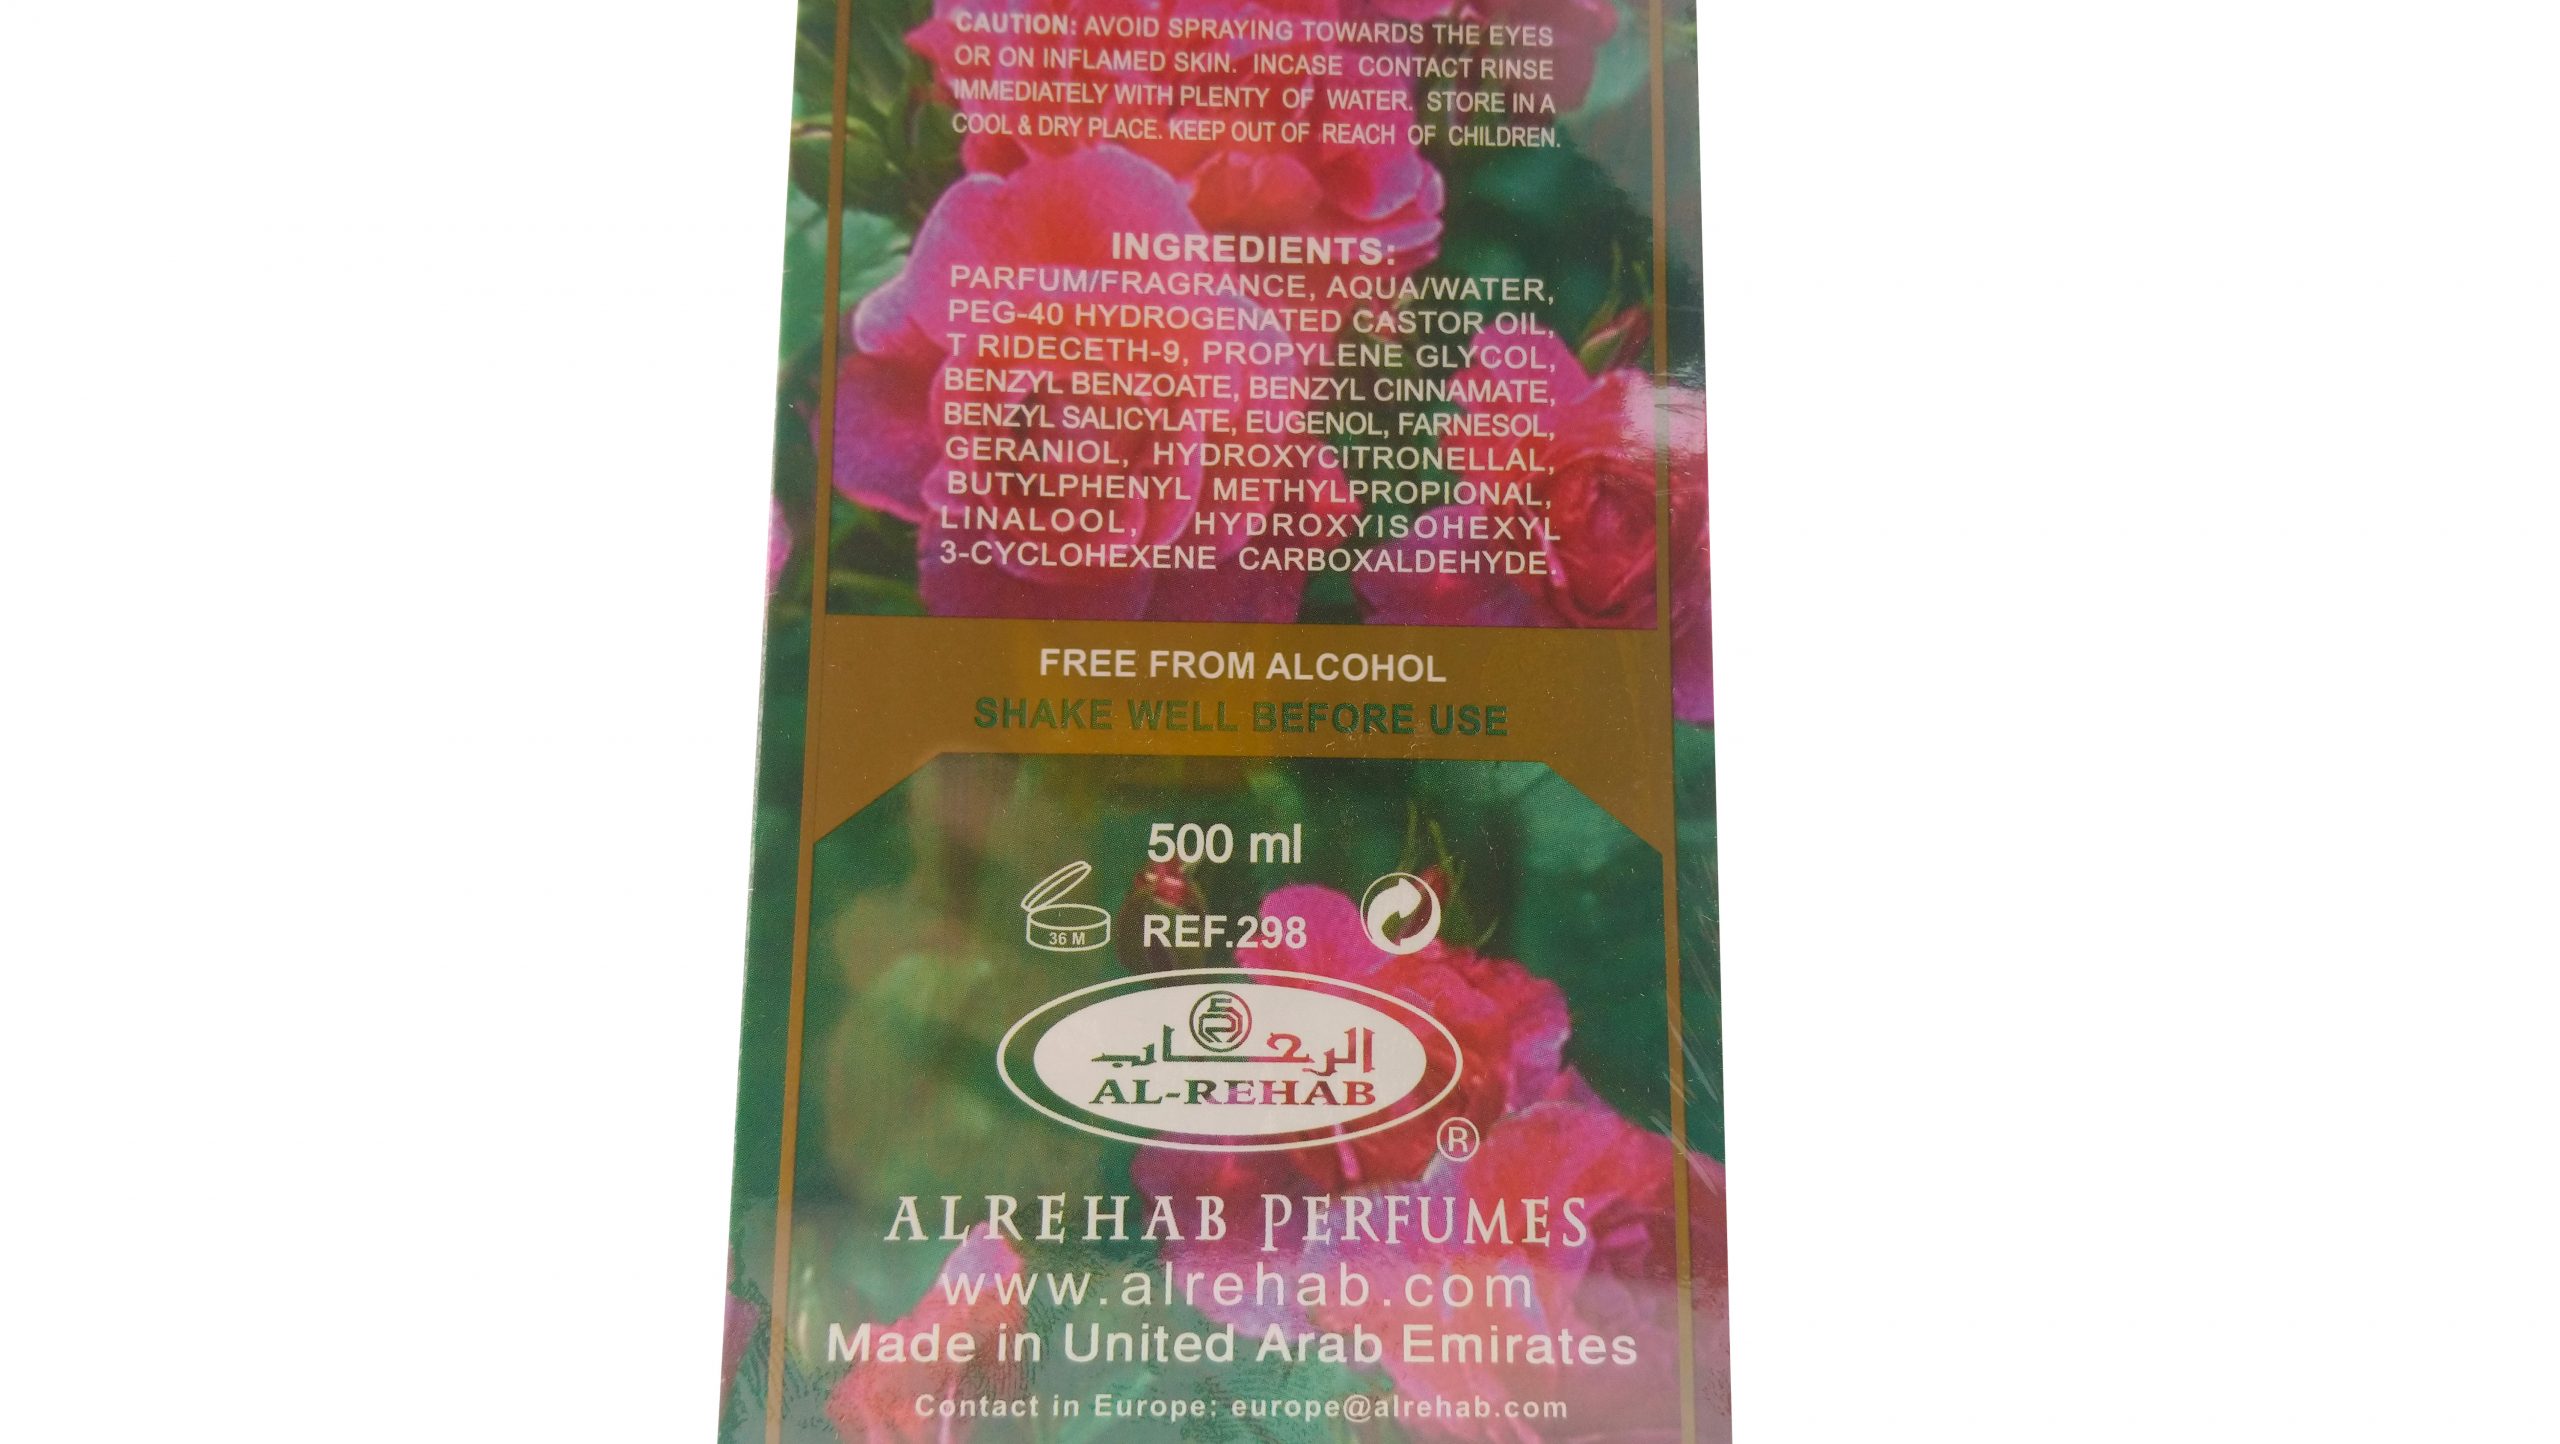 CAUTION: AVOID SPRAYING TOWARDS THE EYES
OR ON INFLAMED SKIN. INCASE CONTACT RINSE
IMMEDIATELY WITH PLENTY OF WATER. STORE IN A
COOL & DRY PLACE. KEEP OUT OF REACH OF CHILDREN.
INGREDIENTS:
PARFUM/FRAGRANCE, AQUA/WATER,
PEG-40 HYDROGENATED CASTOR OIL,
T RIDECETH-9, PROPYLENE GLYCOL,
BENZYL BENZOATE, BENZYL CINNAMATE,
BENZYL SALICYLATE, EUGENOL, FARNESOL,
GERANIOL, HYDROXYCITRONELLAL,
BUTYLPHENYL METHYLPROPIONAL,
LINALOOL, HYDROXYISOHEXYL
3-CYCLOHEXENE CARBOXALDEHYDE.
FREE FROM ALCOHOL
SHAKE WELL BEFORE USE
500 ml
36 M
REF.298
الرحاب
AL-REHAB
®
ALREHAB PERFUMES
www.alrehab.com
Made in United Arab Emirates
Contact in Europe: europe@alrehab.com